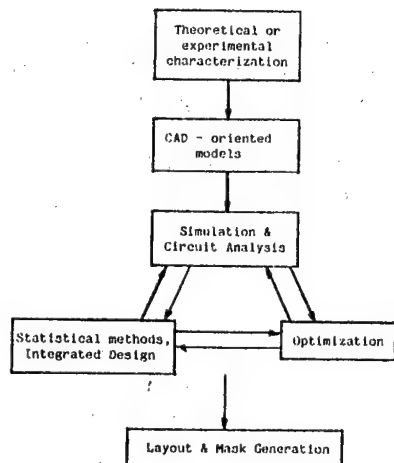 Theoretical or
experimental
characterization
CAD - oriented
models
Simulation &
Circuit Analysis
Statistical methods,
Integrated Design
Optimization
Layout & Mask Generation